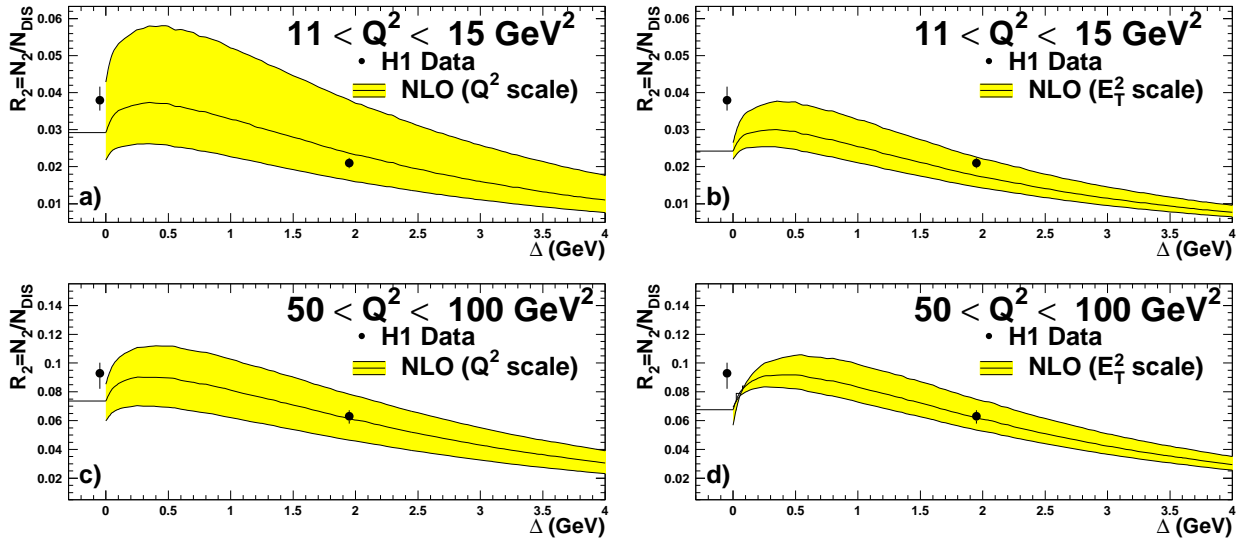 R₂=N₂/N_DIS
11 < Q² < 15 GeV²
H1 Data
NLO (Q² scale)
0.06
0.05
0.04
0.03
0.02
0.01
a)
0 0.5 1 1.5 2 2.5 3 3.5 4
Δ (GeV)
R₂=N₂/N_DIS
11 < Q² < 15 GeV²
H1 Data
NLO (E_T² scale)
0.06
0.05
0.04
0.03
0.02
0.01
b)
0 0.5 1 1.5 2 2.5 3 3.5 4
Δ (GeV)
R₂=N₂/N_DIS
50 < Q² < 100 GeV²
H1 Data
NLO (Q² scale)
0.14
0.12
0.1
0.08
0.06
0.04
0.02
c)
0 0.5 1 1.5 2 2.5 3 3.5 4
Δ (GeV)
R₂=N₂/N_DIS
50 < Q² < 100 GeV²
H1 Data
NLO (E_T² scale)
0.14
0.12
0.1
0.08
0.06
0.04
0.02
d)
0 0.5 1 1.5 2 2.5 3 3.5 4
Δ (GeV)